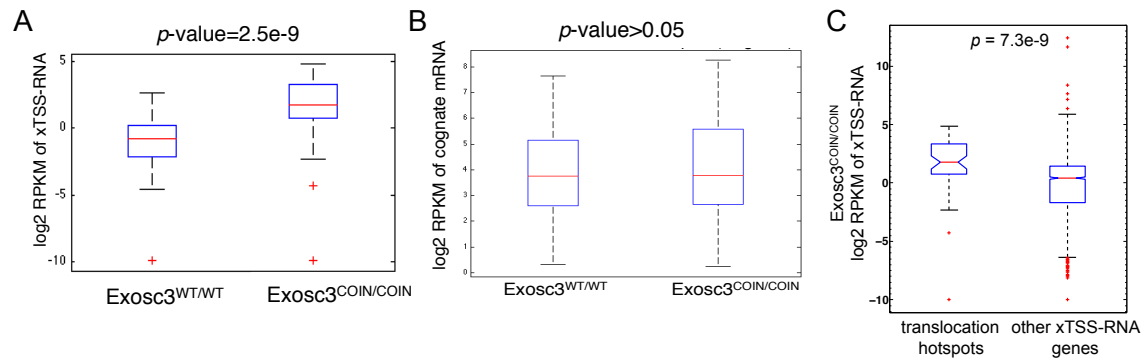 A
p-value=2.5e-9
log2 RPKM of xTSS-RNA
5
0
-5
-10
Exosc3WT/WT
Exosc3COIN/COIN
B
p-value>0.05
log2 RPKM of cognate mRNA
8
7
6
5
4
3
2
1
0
Exosc3WT/WT
Exosc3COIN/COIN
C
p = 7.3e-9
Exosc3COIN/COIN
log2 RPKM of xTSS-RNA
10
5
0
−5
−10
translocation
hotspots
other xTSS-RNA
genes